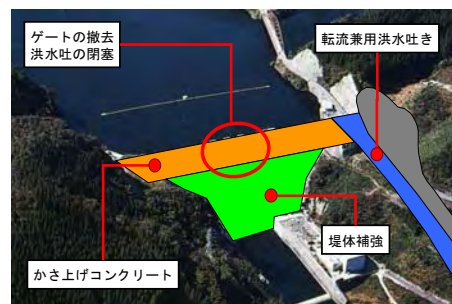 ゲートの撤去
洪水吐の閉塞
転流兼用洪水吐き
堤体補強
かさ上げコンクリート